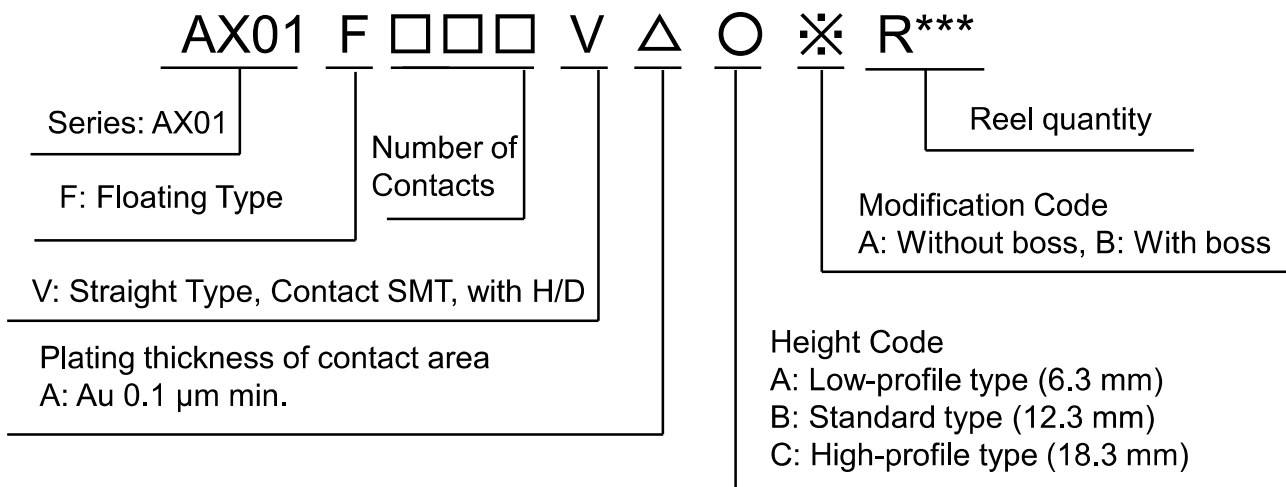 AX01 F □□□ V △ ○ ※ R***
Series: AX01
Reel quantity
Number of
Contacts
F: Floating Type
Modification Code
A: Without boss, B: With boss
V: Straight Type, Contact SMT, with H/D
Plating thickness of contact area
A: Au 0.1 μm min.
Height Code
A: Low-profile type (6.3 mm)
B: Standard type (12.3 mm)
C: High-profile type (18.3 mm)